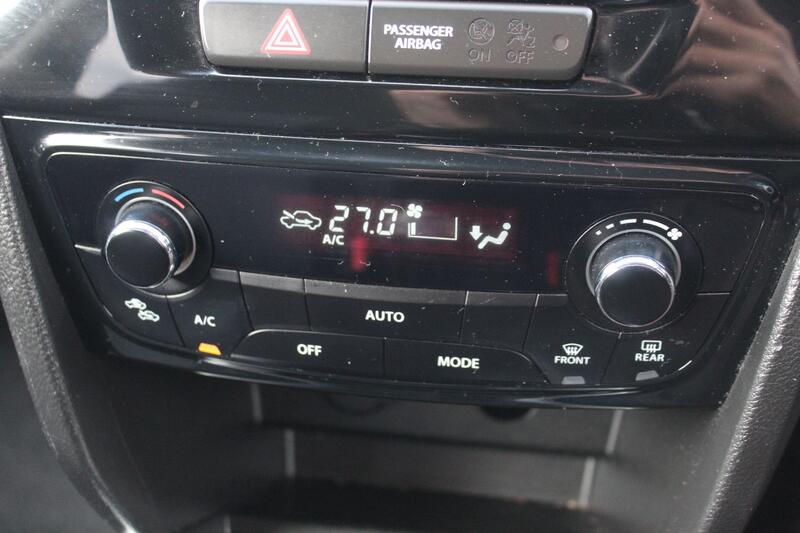 PASSENGER
AIRBAG
ON OFF
27.0
A/C
A/C
AUTO
OFF
MODE
FRONT
REAR